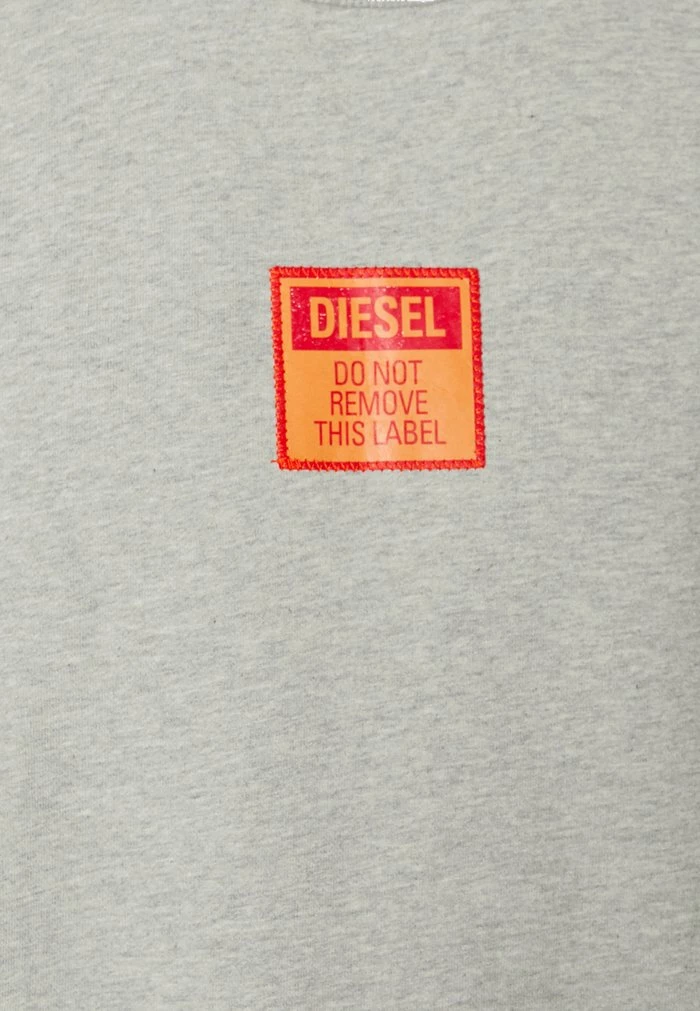 DIESEL
DO NOT
REMOVE
THIS LABEL